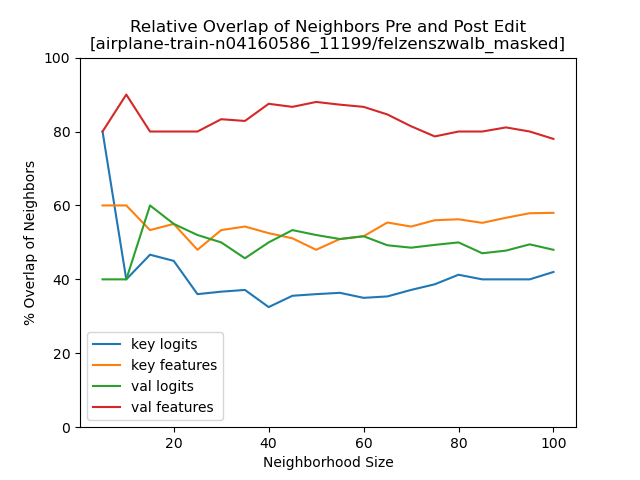 Relative Overlap of Neighbors Pre and Post Edit
[airplane-train-n04160586_11199/felzenszwalb_masked]
100
80
60
40
20
0
% Overlap of Neighbors
key logits
key features
val logits
val features
20 40 60 80 100
Neighborhood Size